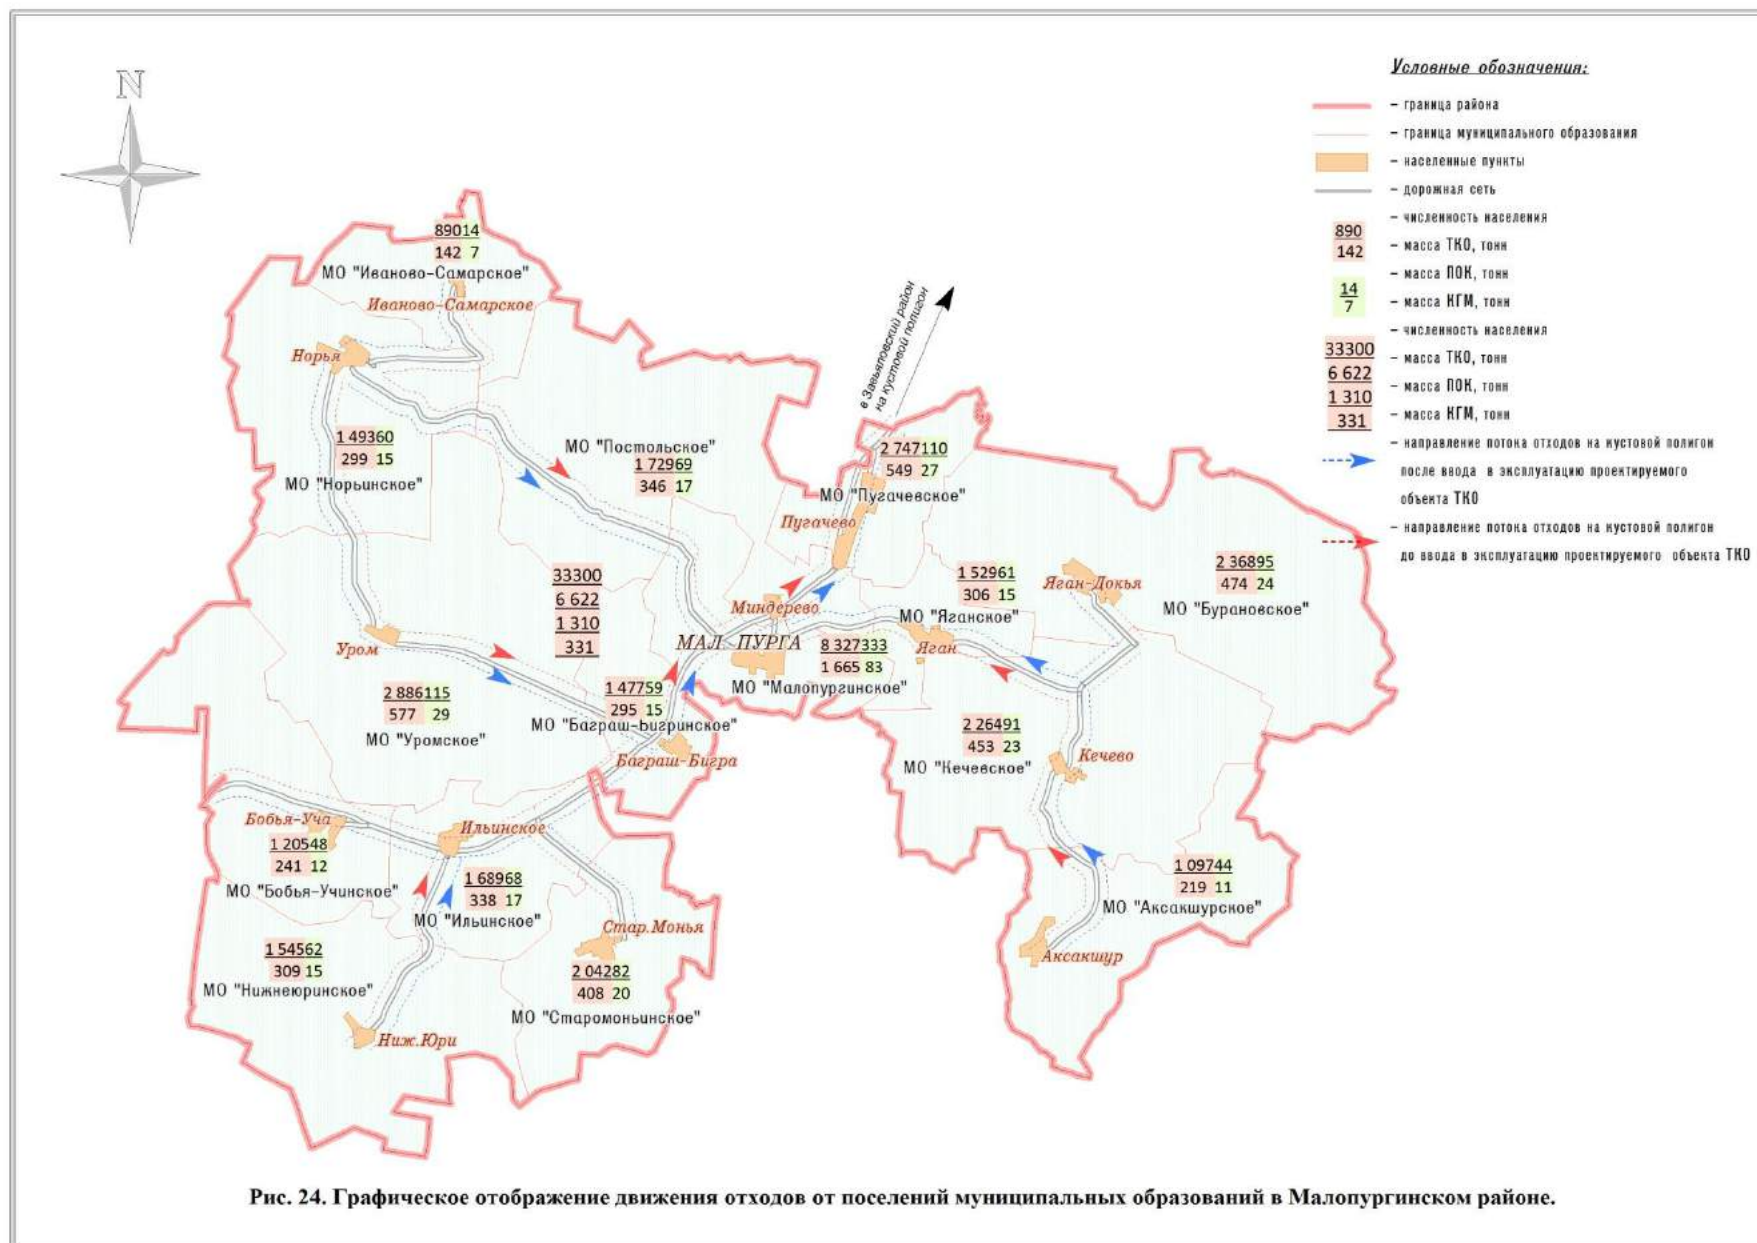 N
Условные обозначения:
– граница района
– граница муниципального образования
– населенные пункты
– дорожная сеть
– численность населения
890
142
– масса ТКО, тонн
– масса ПОК, тонн
14
7
– масса КГМ, тонн
– численность населения
33300
– масса ТКО, тонн
6 622
– масса ПОК, тонн
1 310
– масса КГМ, тонн
331
– направление потока отходов на кустовой полигон
после ввода в эксплуатацию проектируемого
объекта ТКО
– направление потока отходов на кустовой полигон
до ввода в эксплуатацию проектируемого объекта ТКО
89014
142 7
МО "Иваново-Самарское"
Иваново-Самарское
в Завьяловский район
на кустовой полигон
Норья
1 49360
299 15
МО "Норьинское"
МО "Постольское"
1 72969
346 17
2 747110
549 27
МО "Пугачевское"
Пугачево
33300
6 622
1 310
331
Миндерево
МАЛ. ПУРГА
8 327333
1 665 83
МО "Малопургинское"
1 52961
306 15
МО "Яганское"
Яган
Яган-Докья
2 36895
474 24
МО "Бурановское"
Уром
2 886115
577 29
МО "Уромское"
1 47759
295 15
МО "Баграш-Бигринское"
Баграш-Бигра
2 26491
453 23
МО "Кечевское"
Кечево
Бобья-Уча
1 20548
241 12
МО "Бобья-Учинское"
Ильинское
1 68968
338 17
МО "Ильинское"
1 09744
219 11
МО "Аксакшурское"
Аксакшур
Стар.Монья
2 04282
408 20
МО "Старомоньинское"
1 54562
309 15
МО "Нижнеюринское"
Ниж.Юри
Рис. 24. Графическое отображение движения отходов от поселений муниципальных образований в Малопургинском районе.